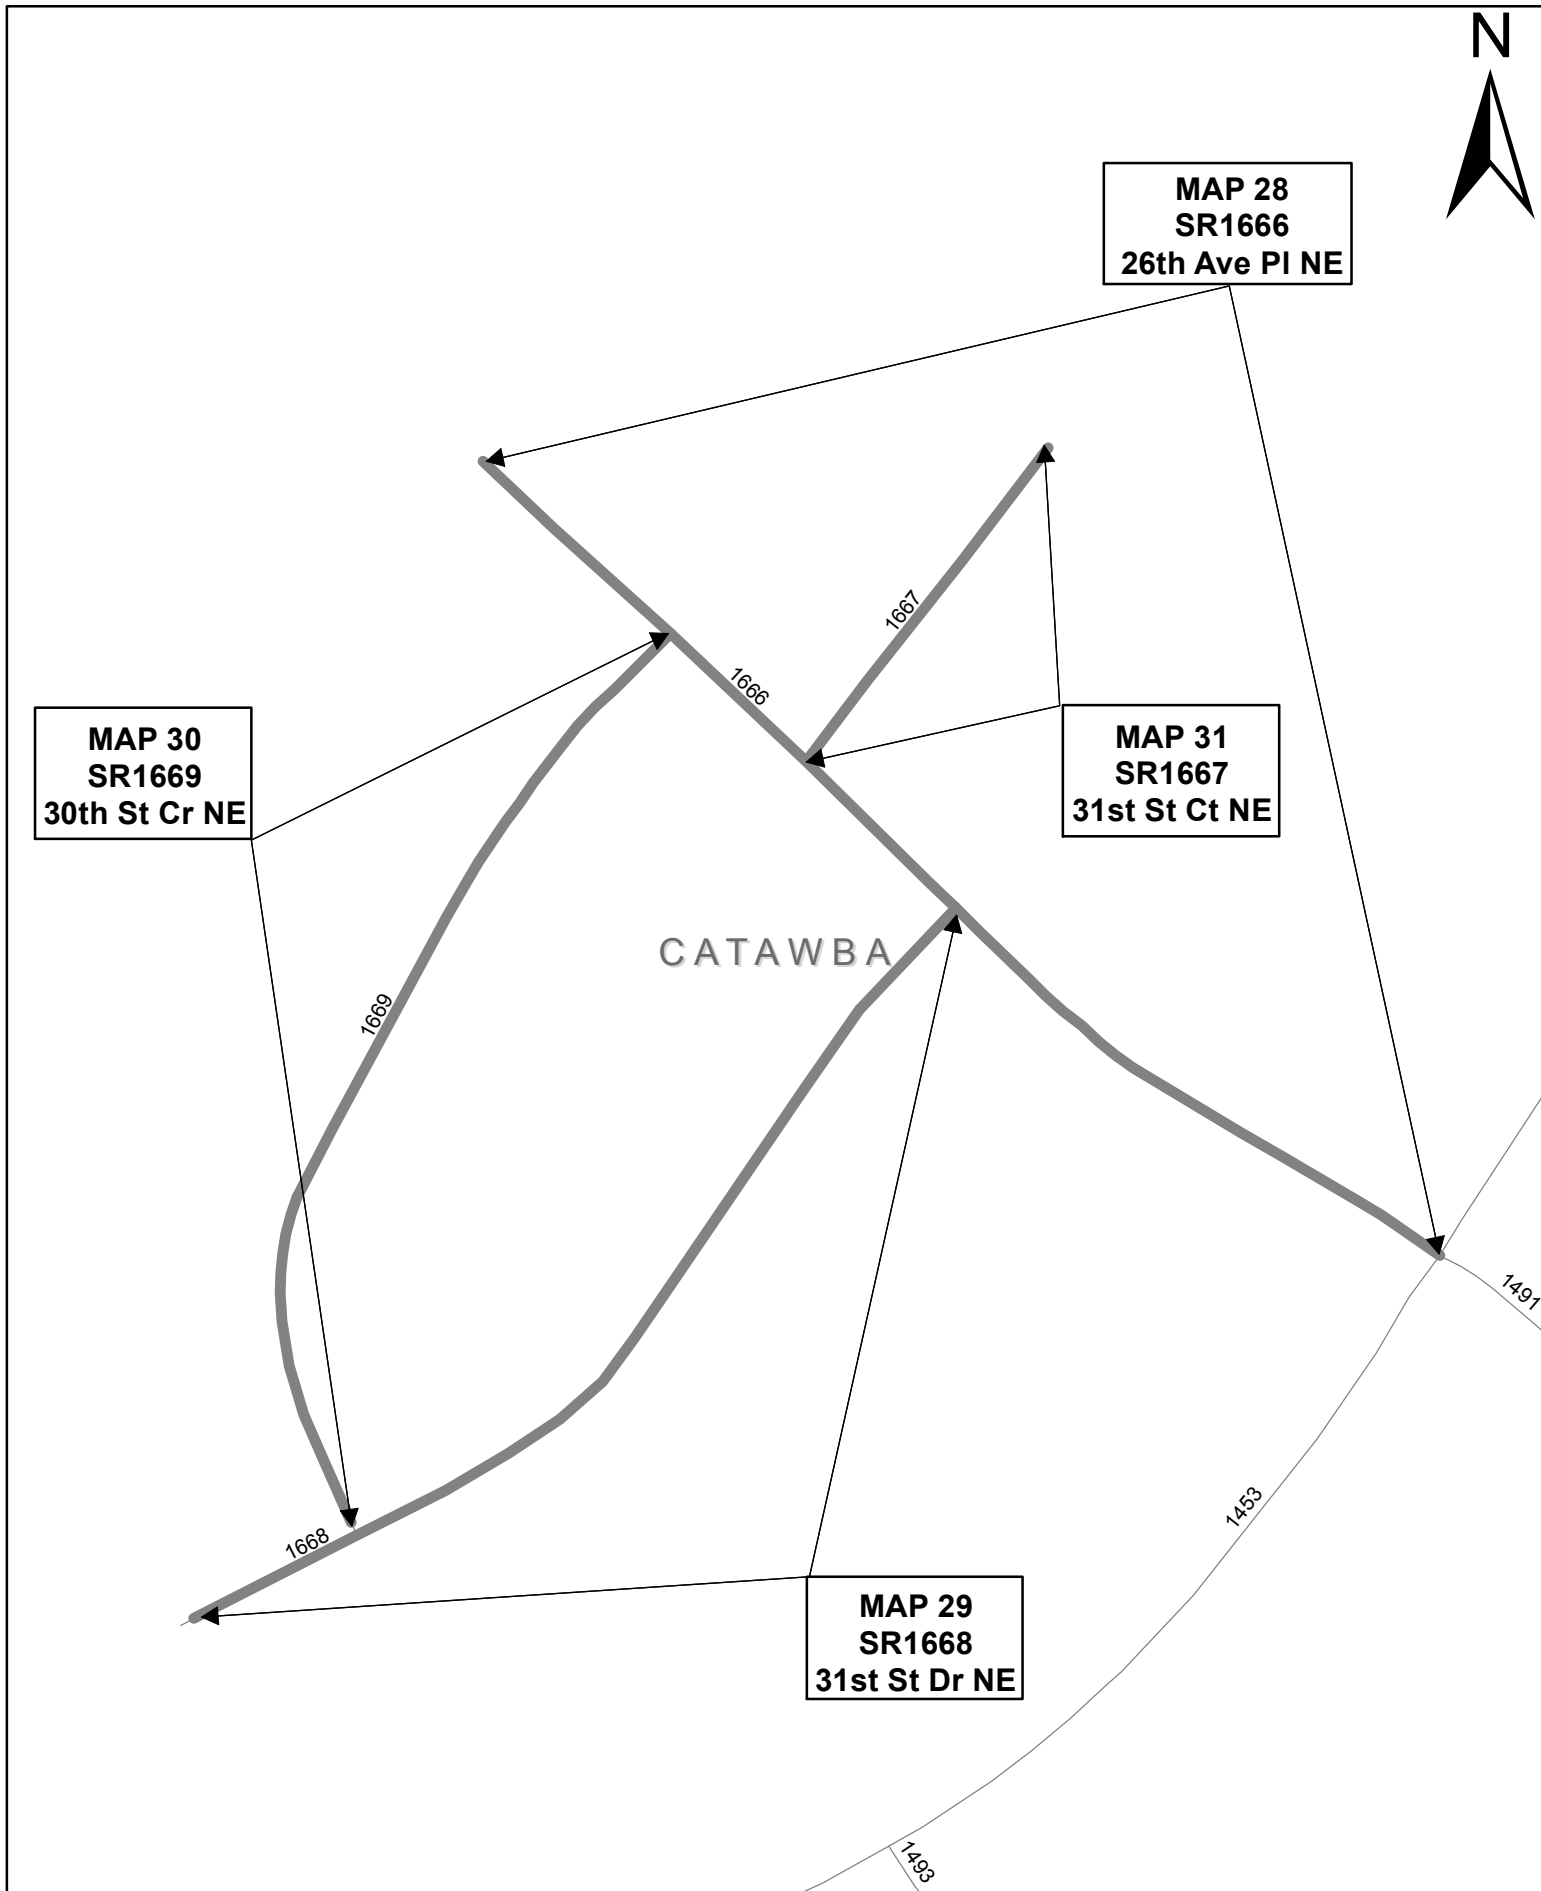 N
MAP 28
SR1666
26th Ave Pl NE
1667
1666
MAP 30
SR1669
30th St Cr NE
MAP 31
SR1667
31st St Ct NE
CATAWBA
1669
1491
1453
1668
MAP 29
SR1668
31st St Dr NE
1493